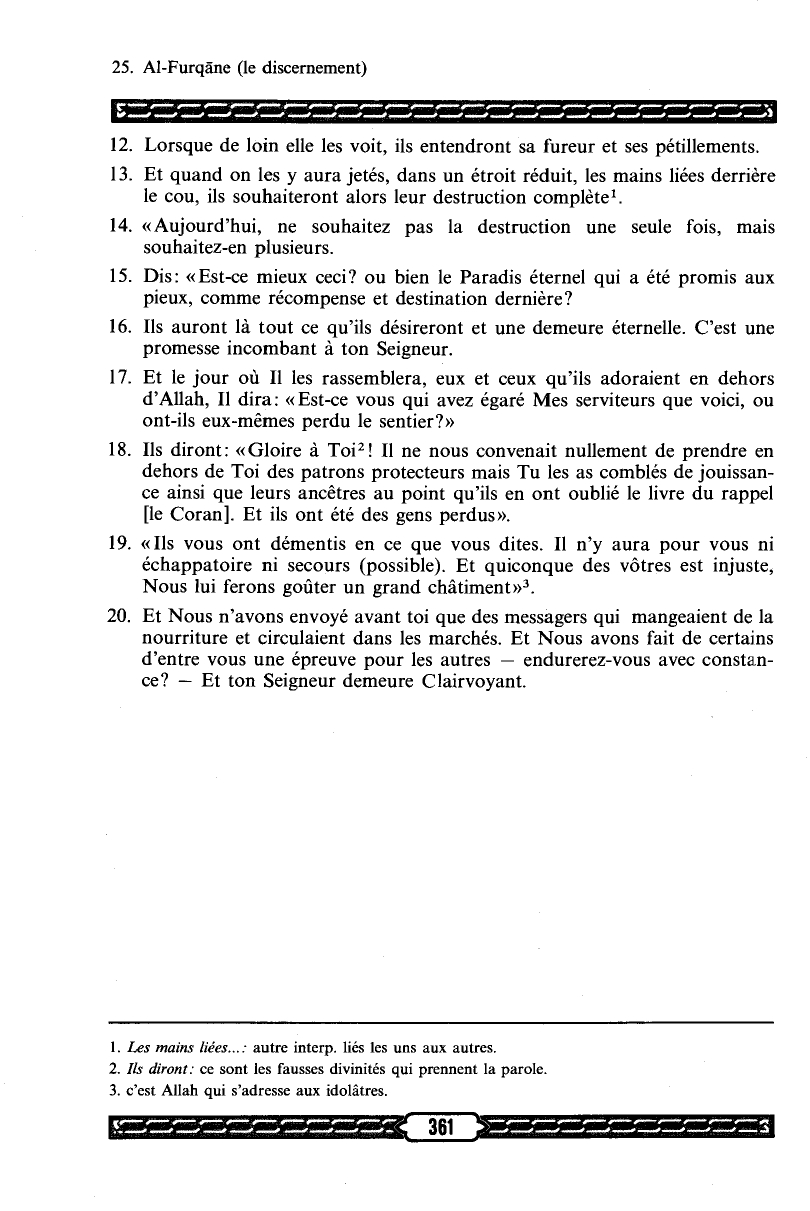 25. Al-Furqāne (le discernement)
12. Lorsque de loin elle les voit, ils entendront sa fureur et ses pétillements.
13. Et quand on les y aura jetés, dans un étroit réduit, les mains liées derrière
le cou, ils souhaiteront alors leur destruction complète¹.
14. «Aujourd'hui, ne souhaitez pas la destruction une seule fois, mais
souhaitez-en plusieurs.
15. Dis: «Est-ce mieux ceci? ou bien le Paradis éternel qui a été promis aux
pieux, comme récompense et destination dernière?
16. Ils auront là tout ce qu'ils désireront et une demeure éternelle. C'est une
promesse incombant à ton Seigneur.
17. Et le jour où Il les rassemblera, eux et ceux qu'ils adoraient en dehors
d'Allah, Il dira: «Est-ce vous qui avez égaré Mes serviteurs que voici, ou
ont-ils eux-mêmes perdu le sentier?»
18. Ils diront: «Gloire à Toi²! Il ne nous convenait nullement de prendre en
dehors de Toi des patrons protecteurs mais Tu les as comblés de jouissan-
ce ainsi que leurs ancêtres au point qu'ils en ont oublié le livre du rappel
[le Coran]. Et ils ont été des gens perdus».
19. «Ils vous ont démentis en ce que vous dites. Il n'y aura pour vous ni
échappatoire ni secours (possible). Et quiconque des vôtres est injuste,
Nous lui ferons goûter un grand châtiment»³.
20. Et Nous n'avons envoyé avant toi que des messagers qui mangeaient de la
nourriture et circulaient dans les marchés. Et Nous avons fait de certains
d'entre vous une épreuve pour les autres — endurerez-vous avec constan-
ce? — Et ton Seigneur demeure Clairvoyant.
1. Les mains liées...: autre interp. liés les uns aux autres.
2. Ils diront: ce sont les fausses divinités qui prennent la parole.
3. c'est Allah qui s'adresse aux idolâtres.
361